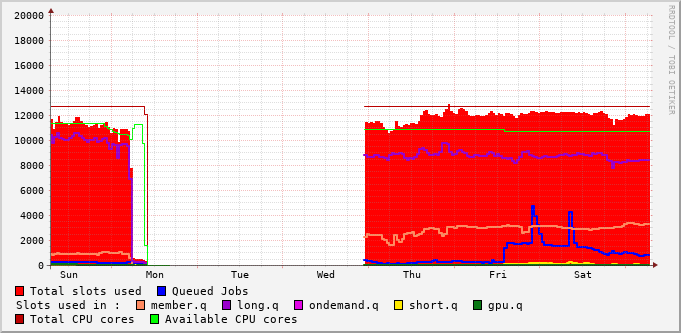 20000
18000
16000
14000
12000
10000
8000
6000
4000
2000
0
Sun Mon Tue Wed Thu Fri Sat
Total slots used Queued Jobs
Slots used in : member.q long.q ondemand.q short.q gpu.q
Total CPU cores Available CPU cores
RRDTOOL / TOBI OETIKER